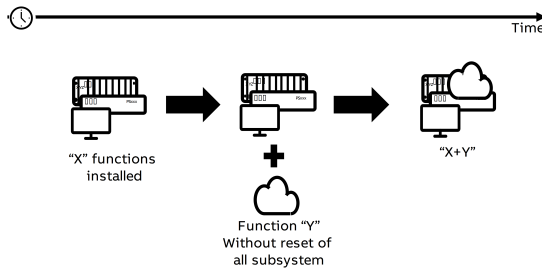 Time
“X” functions
installed
“X+Y”
Function “Y”
Without reset of
all subsystem